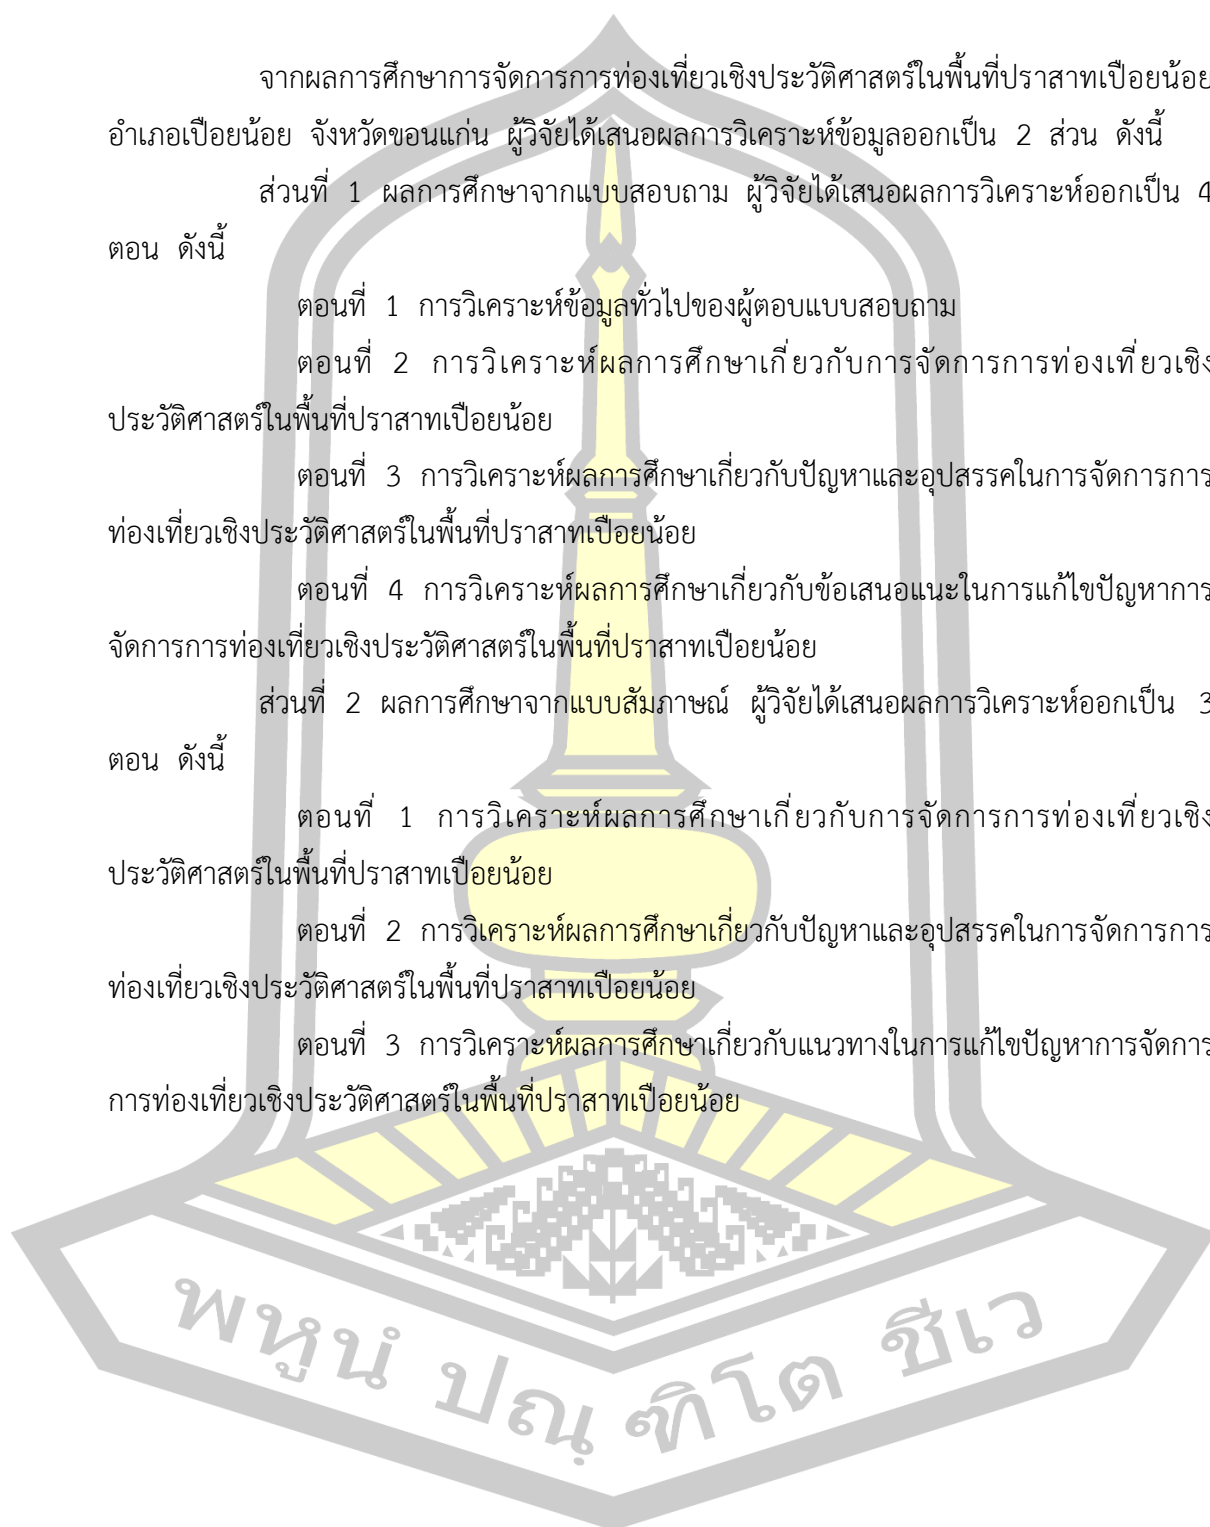 จากผลการศึกษาการจัดการการท่องเที่ยวเชิงประวัติศาสตร์ในพื้นที่ปราสาทเปือยน้อย
อำเภอเปือยน้อย จังหวัดขอนแก่น ผู้วิจัยได้เสนอผลการวิเคราะห์ข้อมูลออกเป็น 2 ส่วน ดังนี้
ส่วนที่ 1 ผลการศึกษาจากแบบสอบถาม ผู้วิจัยได้เสนอผลการวิเคราะห์ออกเป็น 4
ตอน ดังนี้
ตอนที่ 1 การวิเคราะห์ข้อมูลทั่วไปของผู้ตอบแบบสอบถาม
ตอนที่ 2 การวิเคราะห์ผลการศึกษาเกี่ยวกับการจัดการการท่องเที่ยวเชิง
ประวัติศาสตร์ในพื้นที่ปราสาทเปือยน้อย
ตอนที่ 3 การวิเคราะห์ผลการศึกษาเกี่ยวกับปัญหาและอุปสรรคในการจัดการการ
ท่องเที่ยวเชิงประวัติศาสตร์ในพื้นที่ปราสาทเปือยน้อย
ตอนที่ 4 การวิเคราะห์ผลการศึกษาเกี่ยวกับข้อเสนอแนะในการแก้ไขปัญหาการ
จัดการการท่องเที่ยวเชิงประวัติศาสตร์ในพื้นที่ปราสาทเปือยน้อย
ส่วนที่ 2 ผลการศึกษาจากแบบสัมภาษณ์ ผู้วิจัยได้เสนอผลการวิเคราะห์ออกเป็น 3
ตอน ดังนี้
ตอนที่ 1 การวิเคราะห์ผลการศึกษาเกี่ยวกับการจัดการการท่องเที่ยวเชิง
ประวัติศาสตร์ในพื้นที่ปราสาทเปือยน้อย
ตอนที่ 2 การวิเคราะห์ผลการศึกษาเกี่ยวกับปัญหาและอุปสรรคในการจัดการการ
ท่องเที่ยวเชิงประวัติศาสตร์ในพื้นที่ปราสาทเปือยน้อย
ตอนที่ 3 การวิเคราะห์ผลการศึกษาเกี่ยวกับแนวทางในการแก้ไขปัญหาการจัดการ
การท่องเที่ยวเชิงประวัติศาสตร์ในพื้นที่ปราสาทเปือยน้อย
พหูนํ ปณฺฑิโต ชีเว